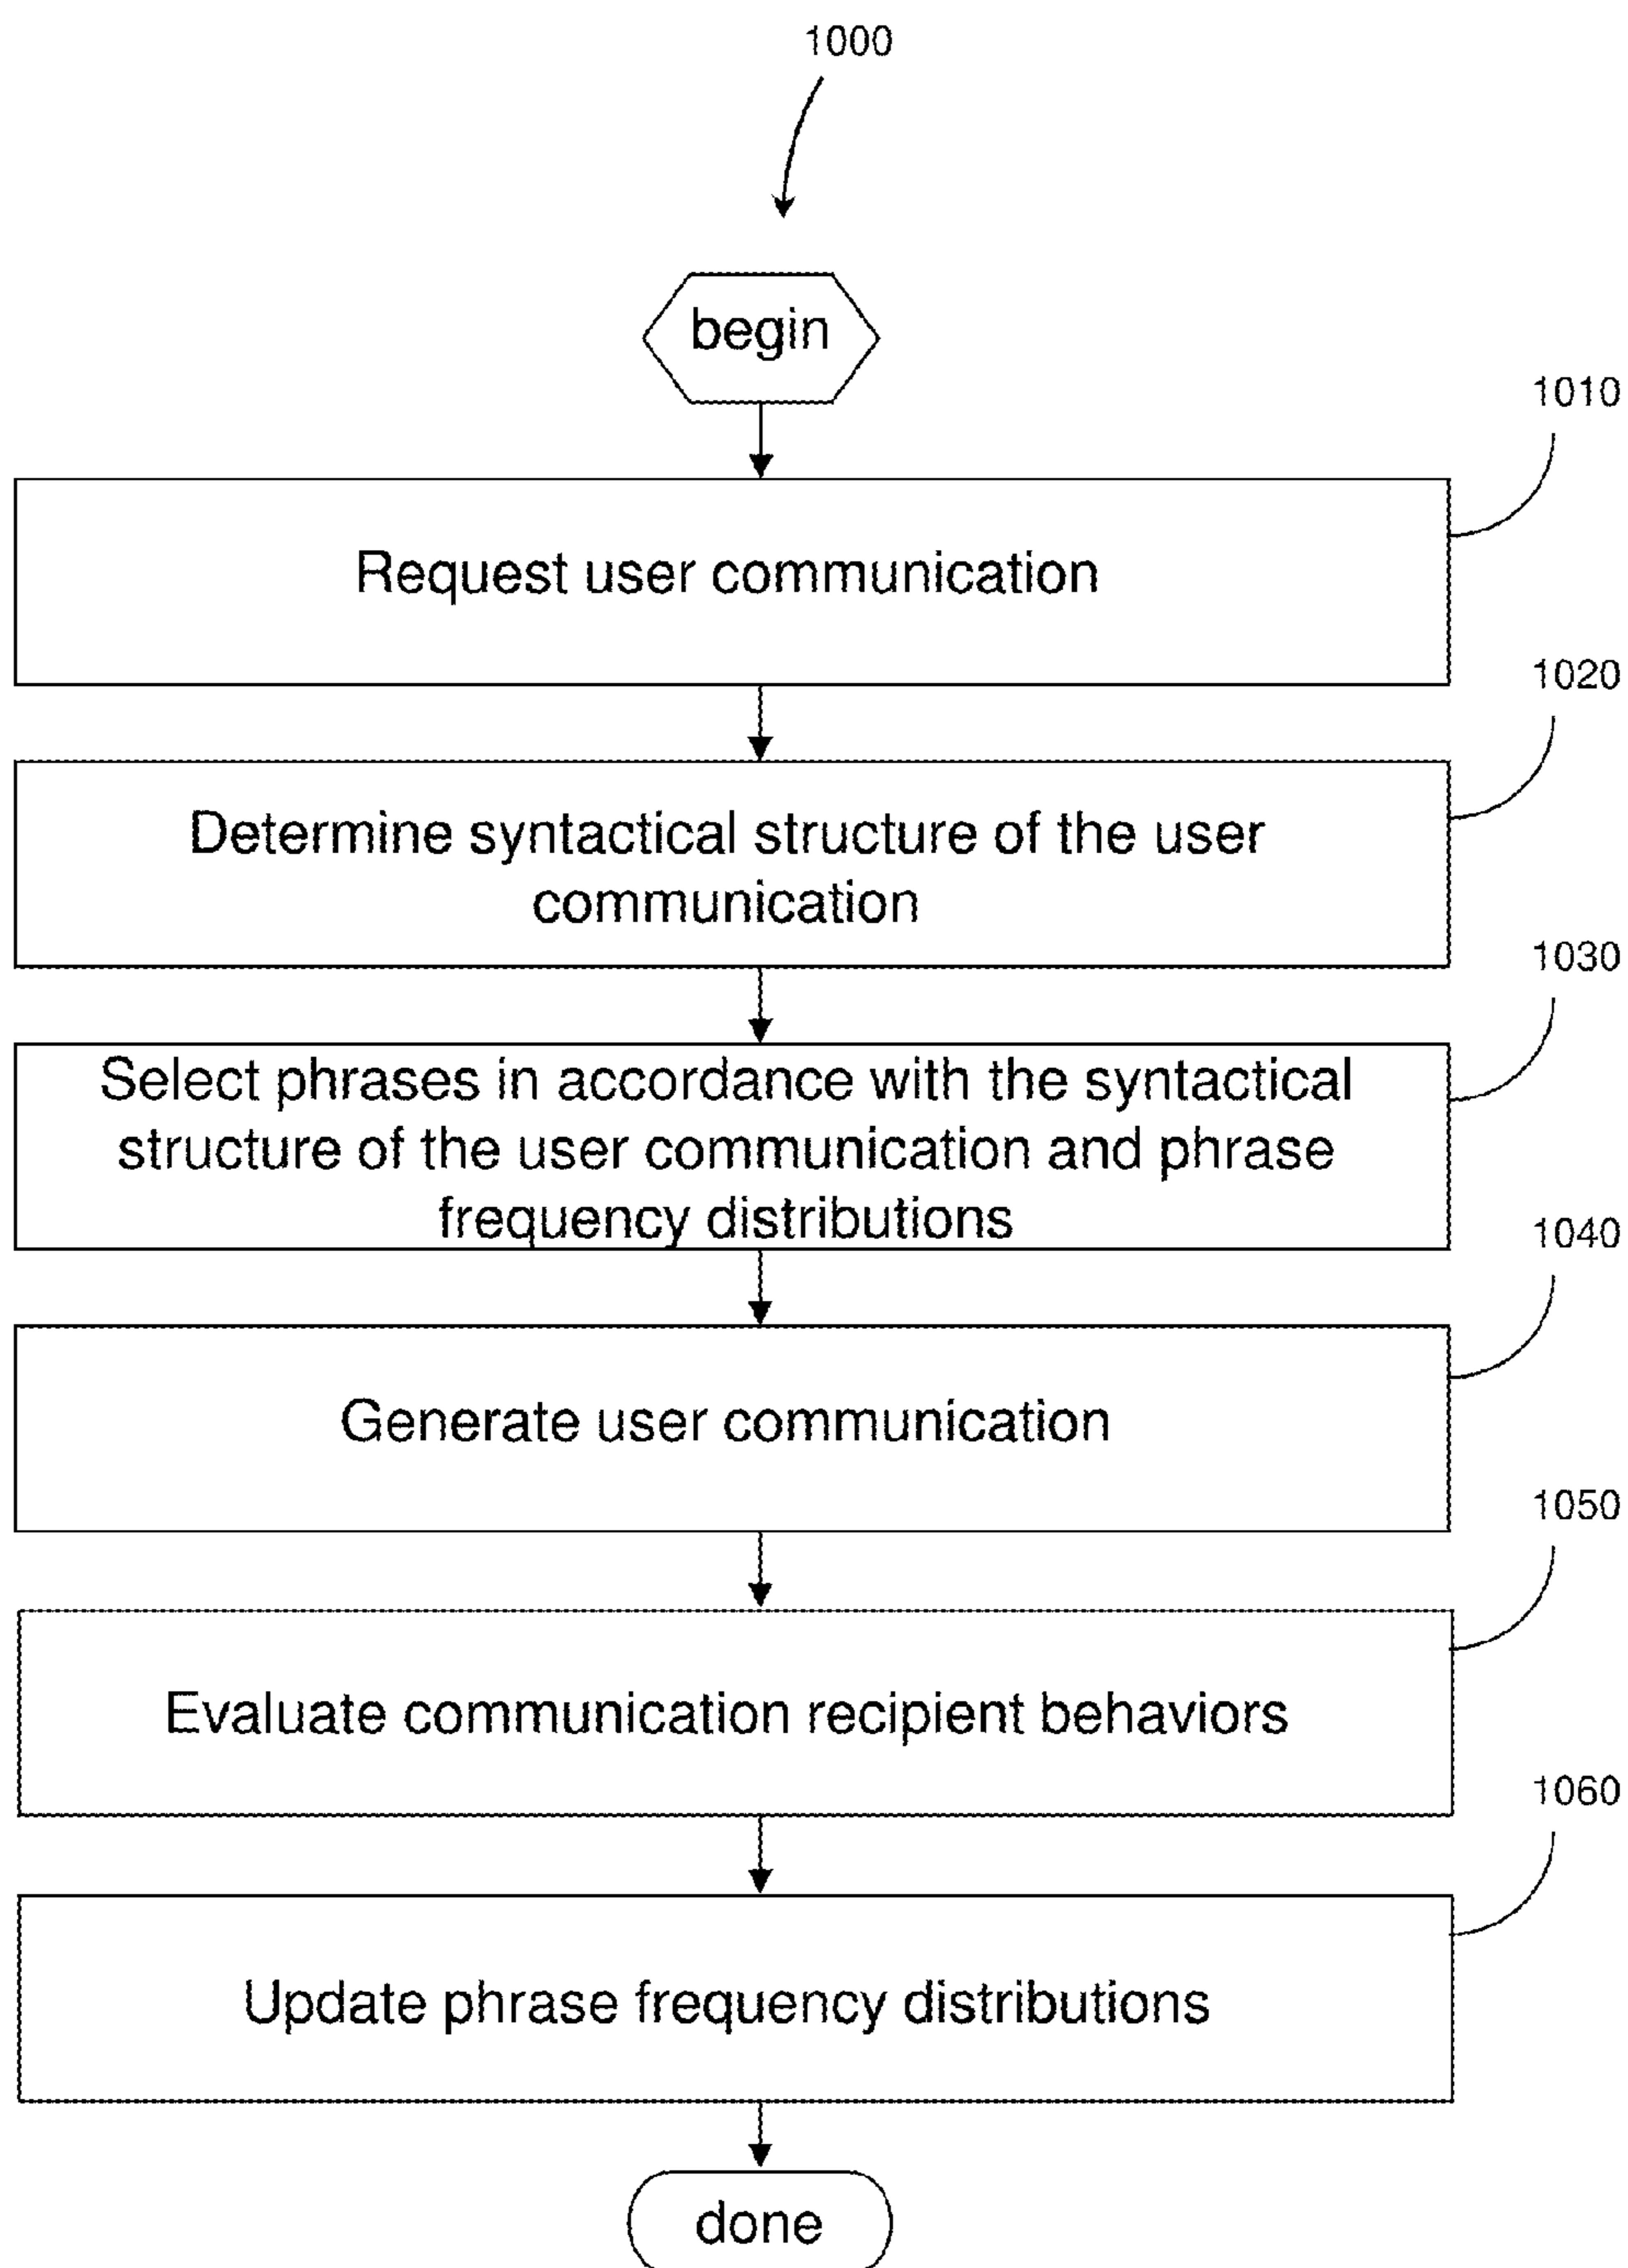 1000
begin
1010
Request user communication
1020
Determine syntactical structure of the user
communication
1030
Select phrases in accordance with the syntactical
structure of the user communication and phrase
frequency distributions
1040
Generate user communication
1050
Evaluate communication recipient behaviors
1060
Update phrase frequency distributions
done